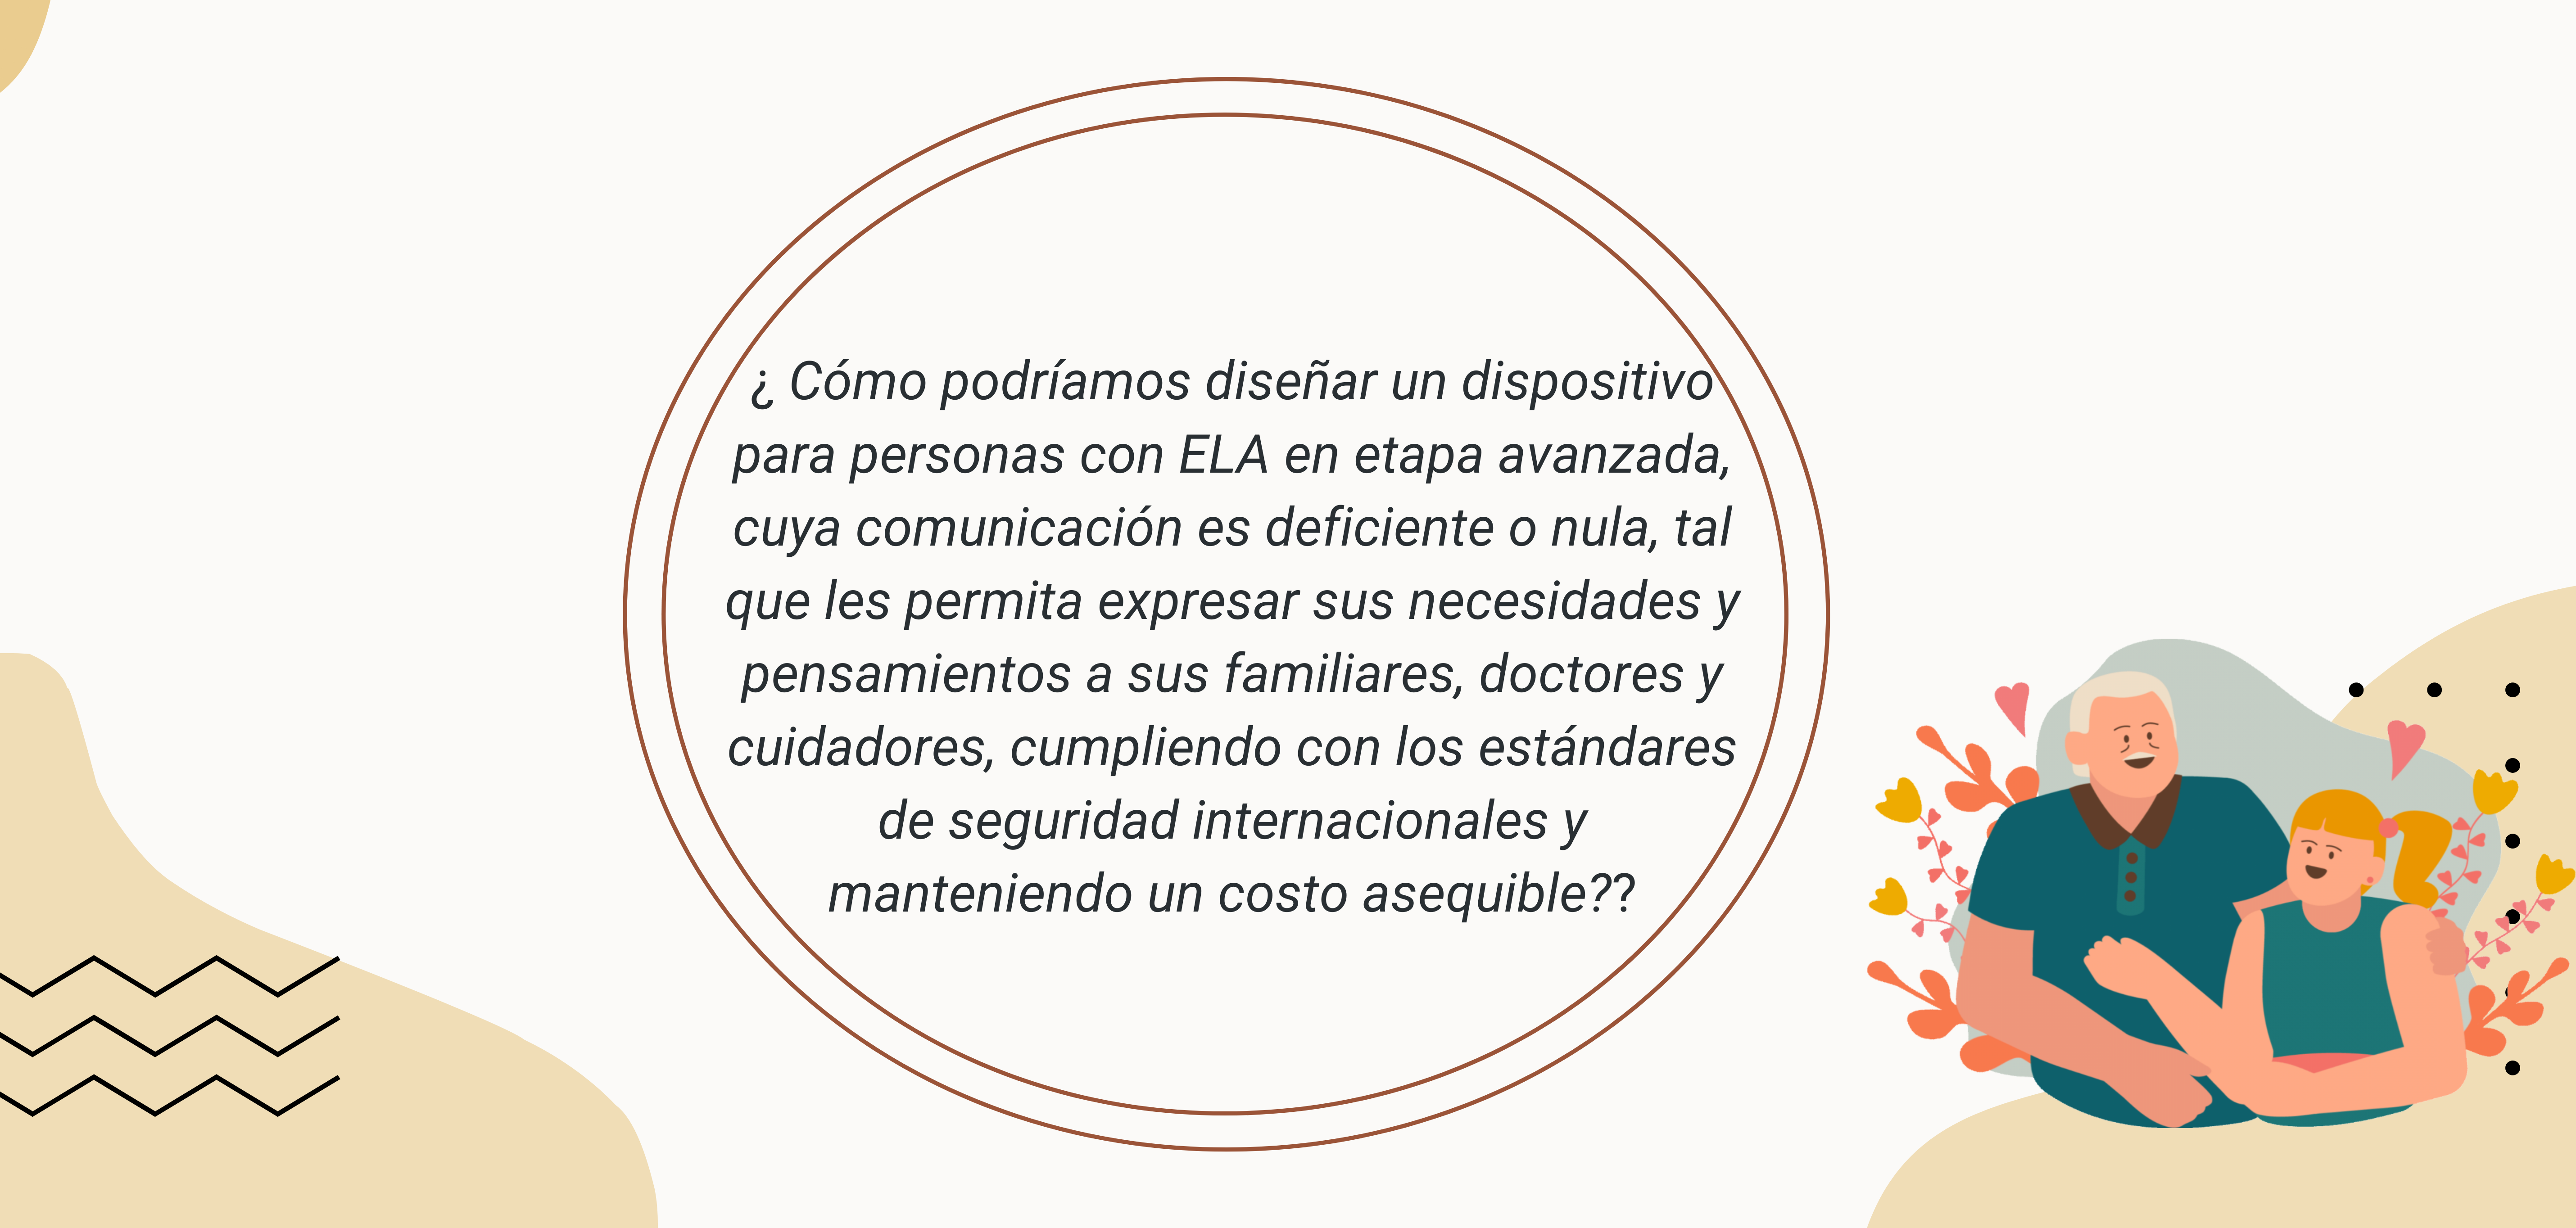 ¿ Cómo podríamos diseñar un dispositivo
para personas con ELA en etapa avanzada,
cuya comunicación es deficiente o nula, tal
que les permita expresar sus necesidades y
pensamientos a sus familiares, doctores y
cuidadores, cumpliendo con los estándares
de seguridad internacionales y
manteniendo un costo asequible??